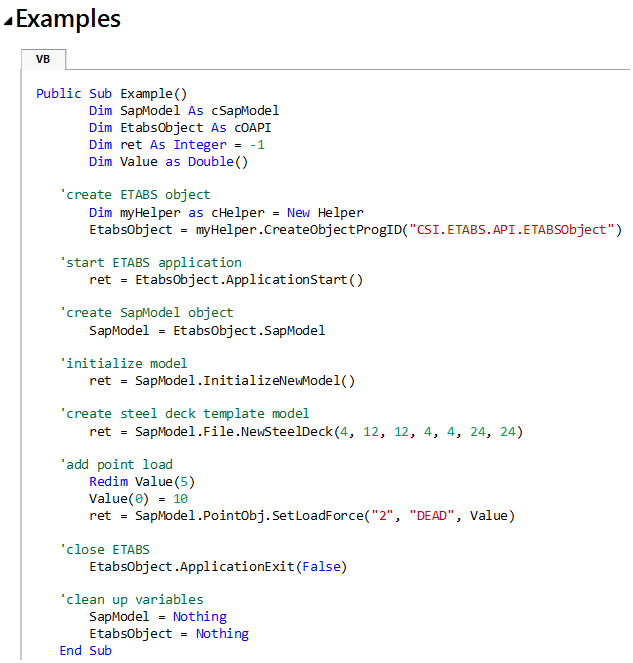 Examples
VB
Public Sub Example()
Dim SapModel As cSapModel
Dim EtabsObject As cOAPI
Dim ret As Integer = -1
Dim Value as Double()
'create ETABS object
Dim myHelper as cHelper = New Helper
EtabsObject = myHelper.CreateObjectProgID("CSI.ETABS.API.ETABSObject")
'start ETABS application
ret = EtabsObject.ApplicationStart()
'create SapModel object
SapModel = EtabsObject.SapModel
'initialize model
ret = SapModel.InitializeNewModel()
'create steel deck template model
ret = SapModel.File.NewSteelDeck(4, 12, 12, 4, 4, 24, 24)
'add point load
Redim Value(5)
Value(0) = 10
ret = SapModel.PointObj.SetLoadForce("2", "DEAD", Value)
'close ETABS
EtabsObject.ApplicationExit(False)
'clean up variables
SapModel = Nothing
EtabsObject = Nothing
End Sub